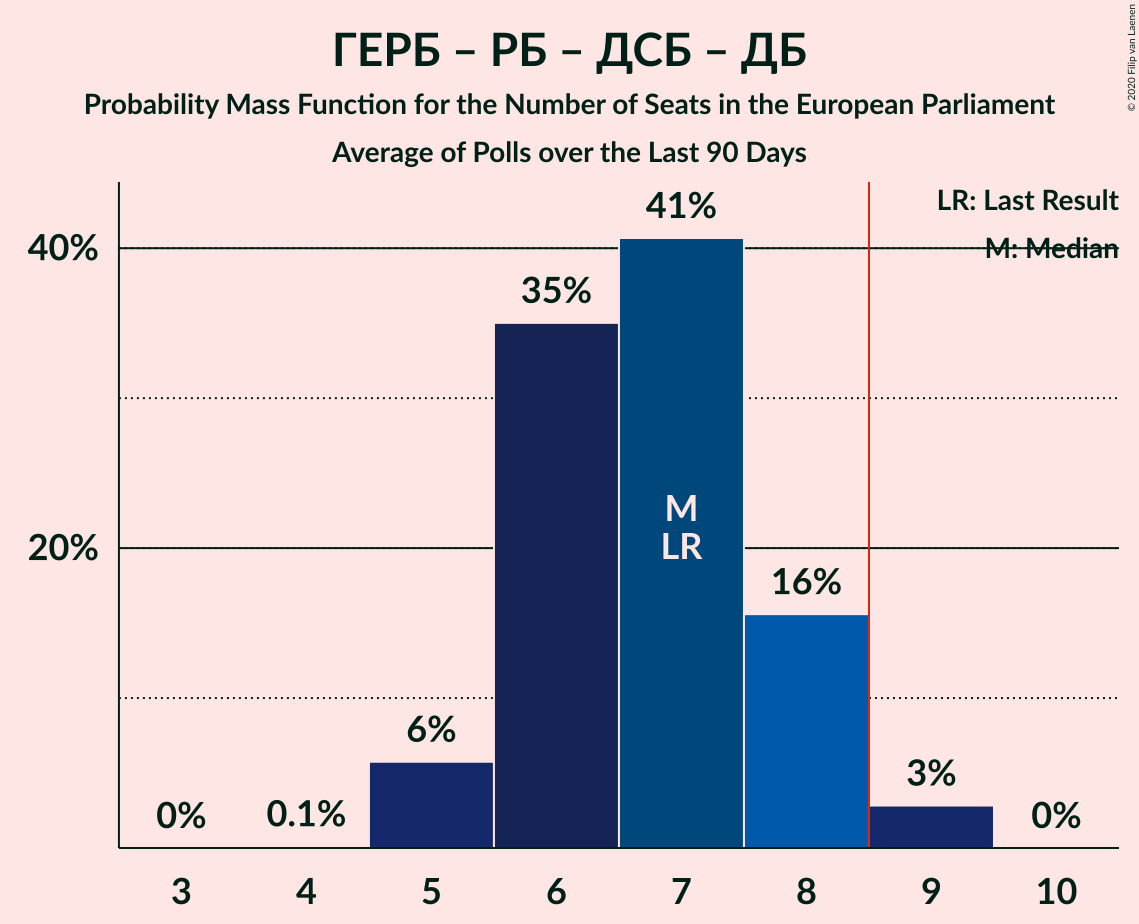 ГЕРБ – РБ – ДСБ – ДБ
Probability Mass Function for the Number of Seats in the European Parliament
Average of Polls over the Last 90 Days
© 2020 Filip van Laenen
LR: Last Result
M: Median
40%
20%
0%
0.1%
6%
35%
41%
16%
3%
0%
M
LR
3 4 5 6 7 8 9 10